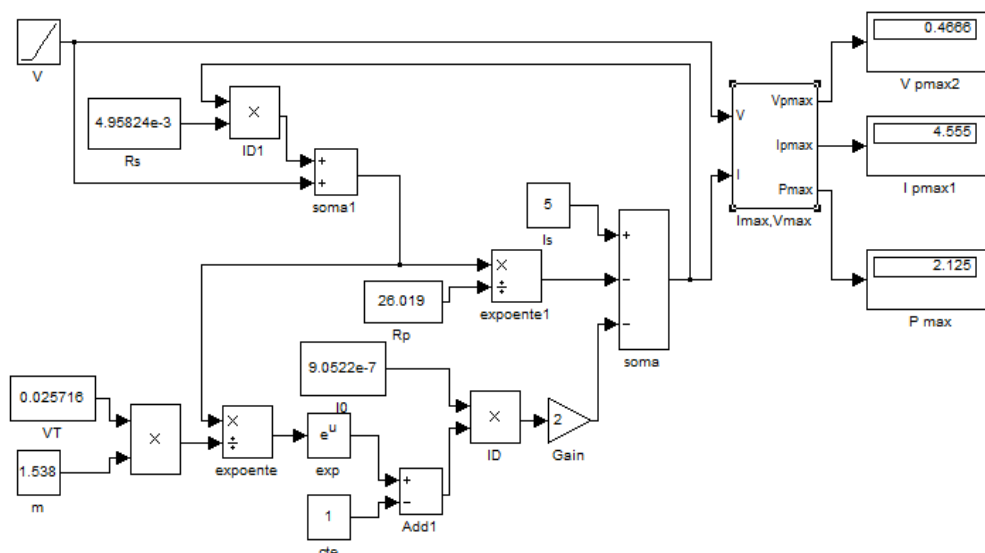 V
4.95824e-3
Rs
×
ID1
+
+
soma1
V
I
Vpmax
Ipmax
Pmax
Imax,Vmax
0.4666
V pmax2
4.555
I pmax1
2.125
P max
5
Is
×
÷
expoente1
26.019
Rp
+
−
−
soma
9.0522e-7
I0
0.025716
VT
1.538
m
×
×
÷
expoente
e^u
exp
1
cte
+
−
Add1
×
ID
2
Gain